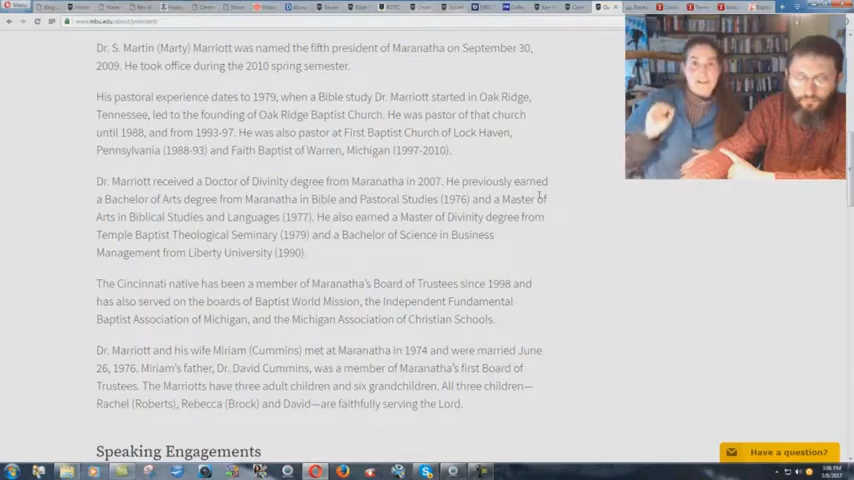 Menu
www.mbu.edu/about/president/
Dr. S. Martin (Marty) Marriott was named the fifth president of Maranatha on September 30,
2009. He took office during the 2010 spring semester.
His pastoral experience dates to 1979, when a Bible study Dr. Marriott started in Oak Ridge,
Tennessee, led to the founding of Oak Ridge Baptist Church. He was pastor of that church
until 1988, and from 1993-97. He was also pastor at First Baptist Church of Lock Haven,
Pennsylvania (1988-93) and Faith Baptist of Warren, Michigan (1997-2010).
Dr. Marriott received a Doctor of Divinity degree from Maranatha in 2007. He previously earned
a Bachelor of Arts degree from Maranatha in Bible and Pastoral Studies (1976) and a Master of
Arts in Biblical Studies and Languages (1977). He also earned a Master of Divinity degree from
Temple Baptist Theological Seminary (1979) and a Bachelor of Science in Business
Management from Liberty University (1990).
The Cincinnati native has been a member of Maranatha's Board of Trustees since 1998 and
has also served on the boards of Baptist World Mission, the Independent Fundamental
Baptist Association of Michigan, and the Michigan Association of Christian Schools.
Dr. Marriott and his wife Miriam (Cummins) met at Maranatha in 1974 and were married June
26, 1976. Miriam's father, Dr. David Cummins, was a member of Maranatha's first Board of
Trustees. The Marriotts have three adult children and six grandchildren. All three children—
Rachel (Roberts), Rebecca (Brock) and David—are faithfully serving the Lord.
Speaking Engagements
Have a question?